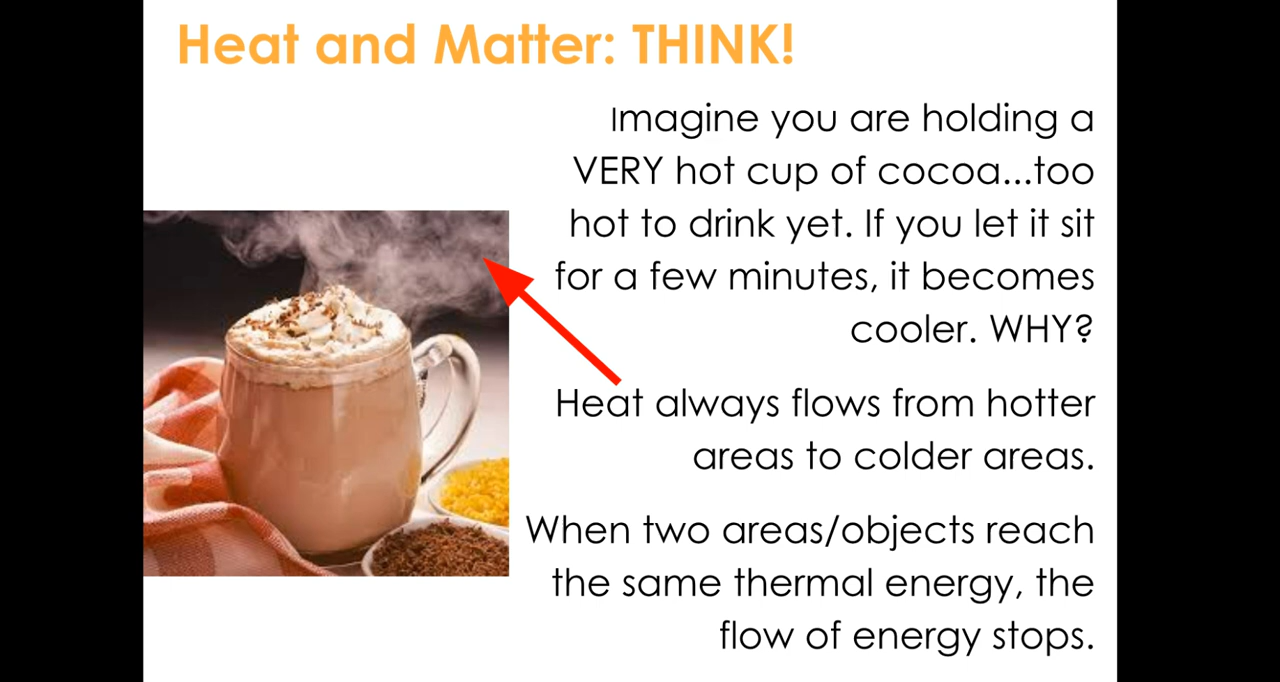 Heat and Matter: THINK!
Imagine you are holding a
VERY hot cup of cocoa...too
hot to drink yet. If you let it sit
for a few minutes, it becomes
cooler. WHY?
Heat always flows from hotter
areas to colder areas.
When two areas/objects reach
the same thermal energy, the
flow of energy stops.